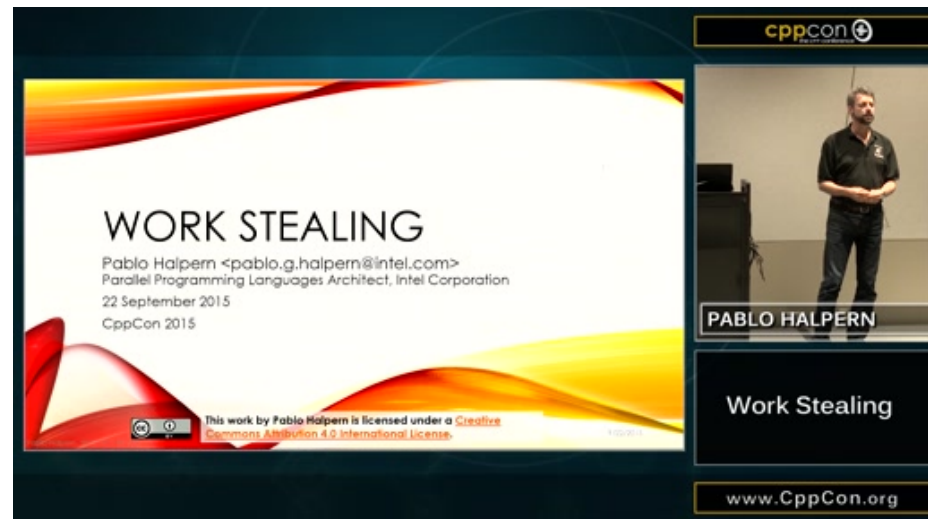 cppcon
the c++ conference
WORK STEALING
Pablo Halpern <pablo.g.halpern@intel.com>
Parallel Programming Languages Architect, Intel Corporation
22 September 2015
CppCon 2015
This work by Pablo Halpern is licensed under a Creative
Commons Attribution 4.0 International License.
PABLO HALPERN
Work Stealing
www.CppCon.org